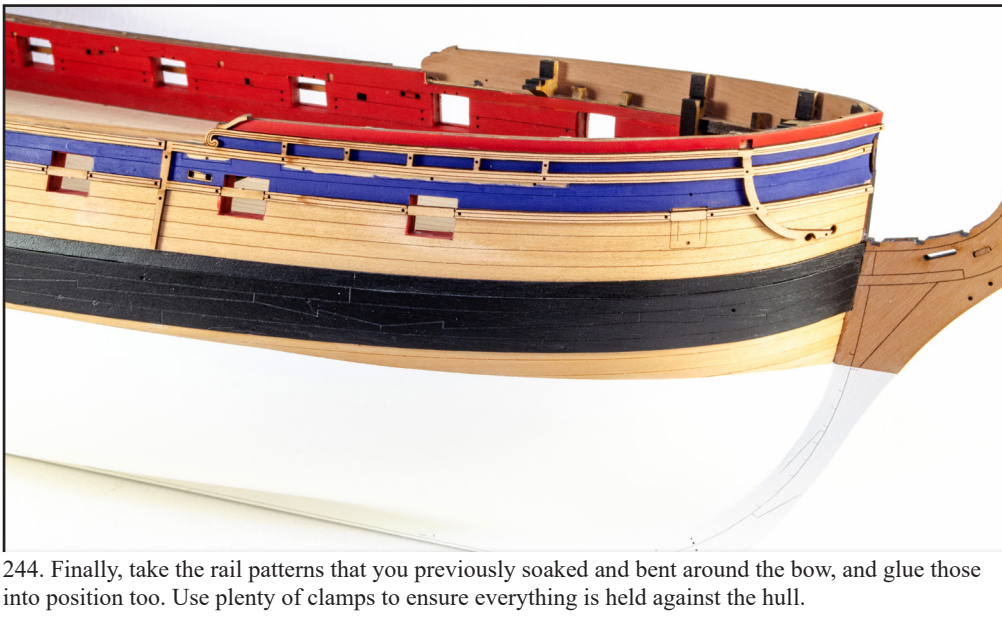 244. Finally, take the rail patterns that you previously soaked and bent around the bow, and glue those
into position too. Use plenty of clamps to ensure everything is held against the hull.